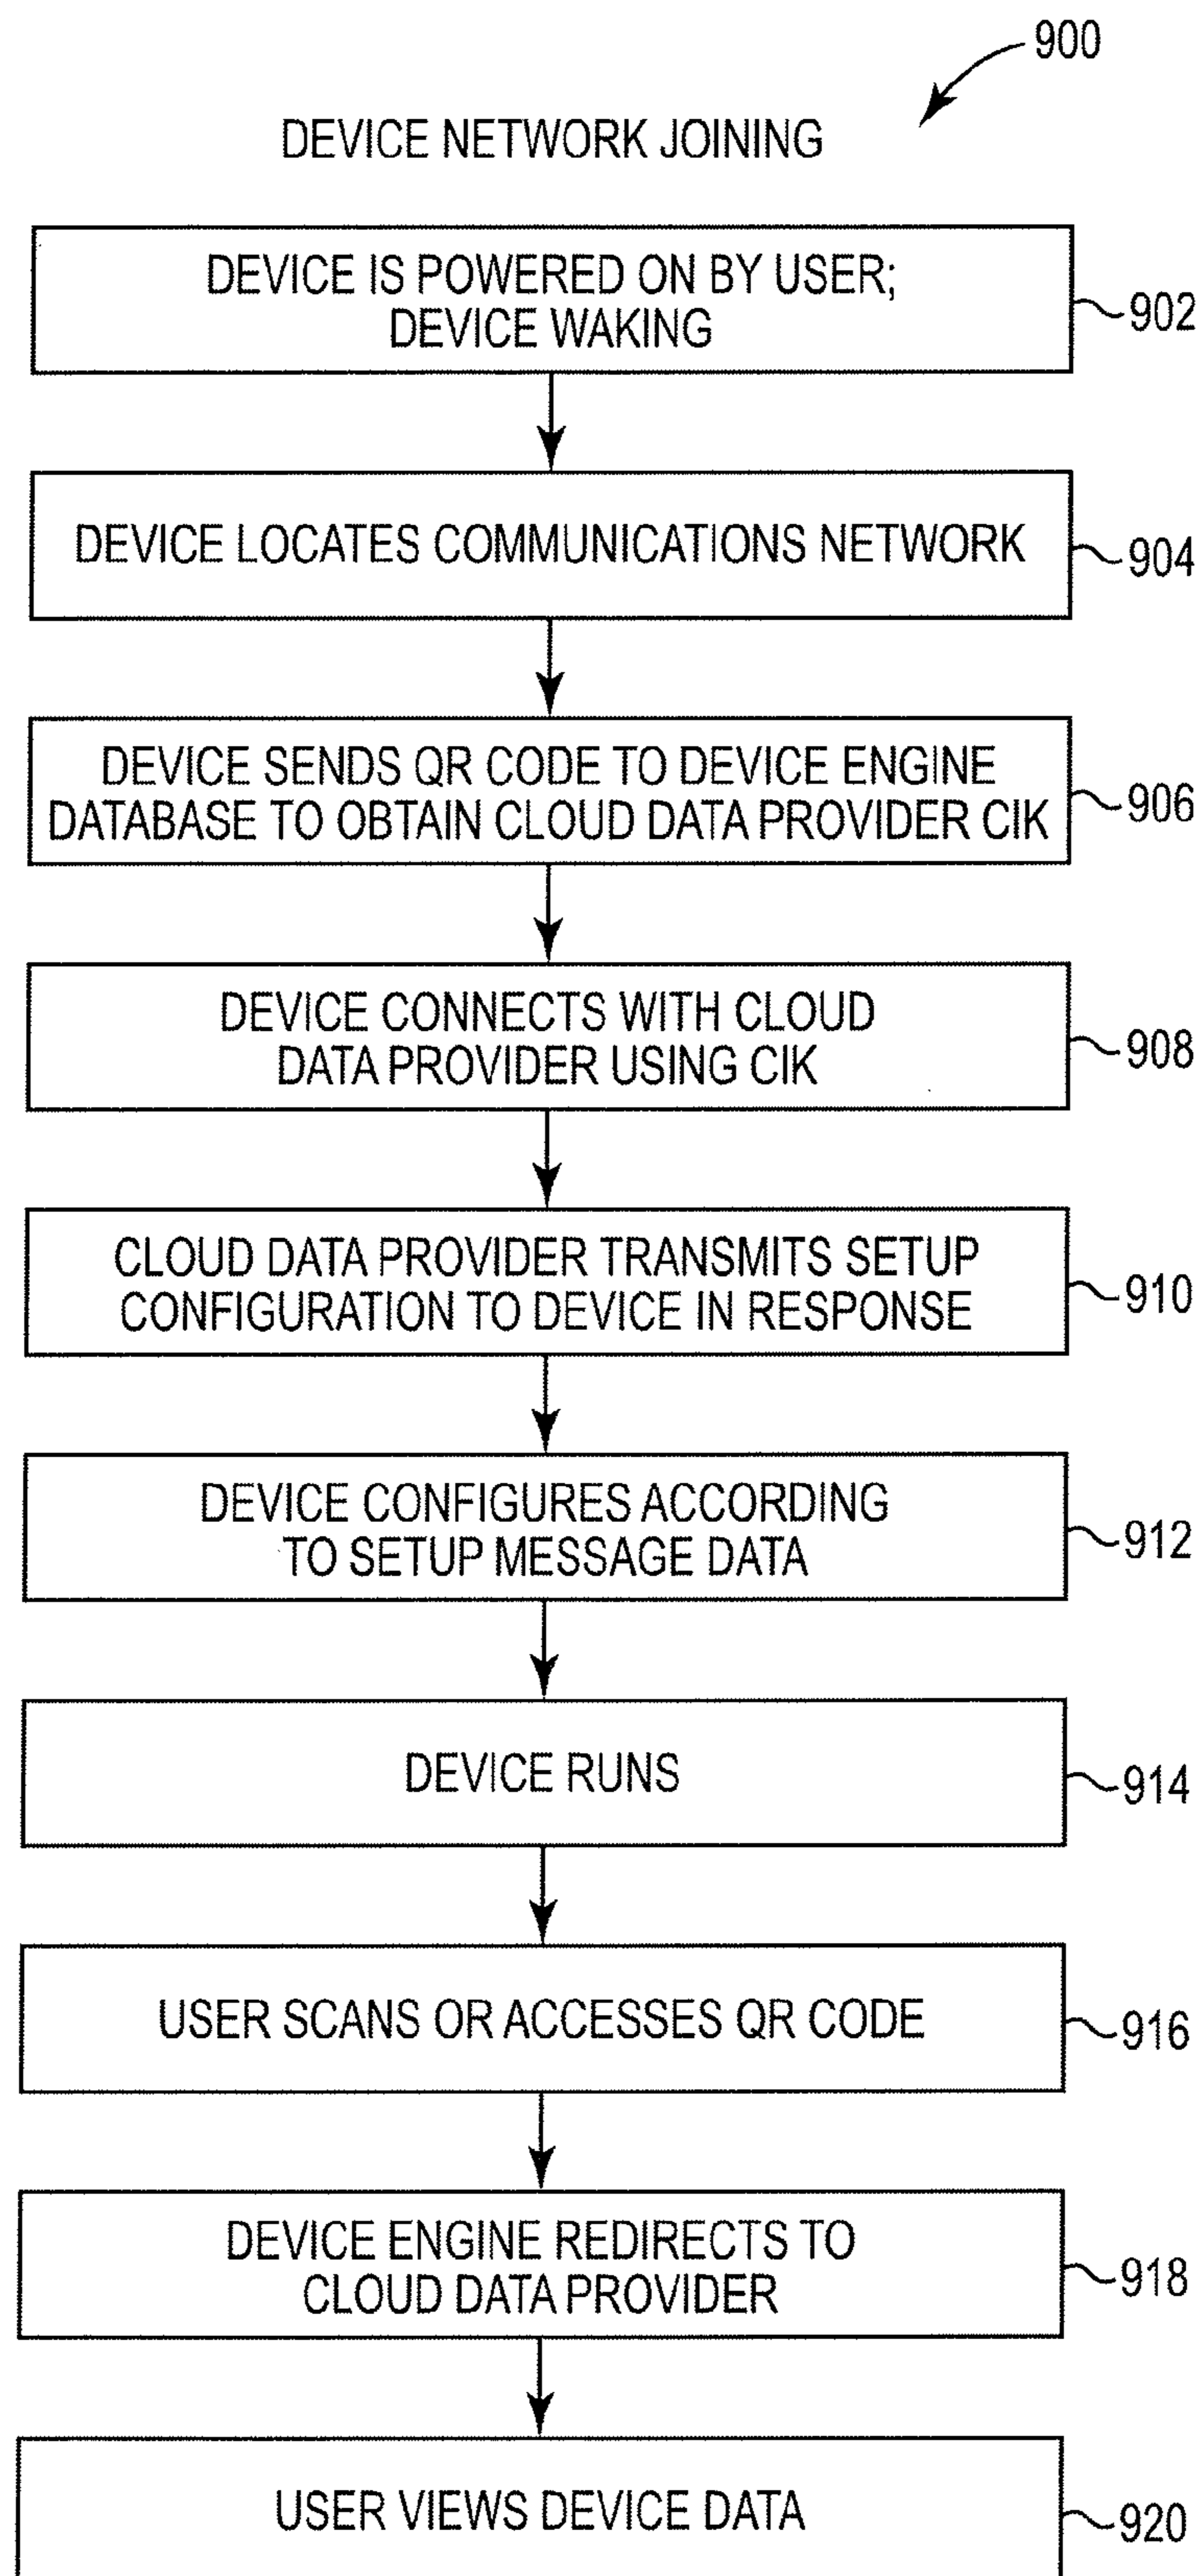 900
DEVICE NETWORK JOINING
DEVICE IS POWERED ON BY USER;
DEVICE WAKING
902
DEVICE LOCATES COMMUNICATIONS NETWORK
904
DEVICE SENDS QR CODE TO DEVICE ENGINE
DATABASE TO OBTAIN CLOUD DATA PROVIDER CIK
906
DEVICE CONNECTS WITH CLOUD
DATA PROVIDER USING CIK
908
CLOUD DATA PROVIDER TRANSMITS SETUP
CONFIGURATION TO DEVICE IN RESPONSE
910
DEVICE CONFIGURES ACCORDING
TO SETUP MESSAGE DATA
912
DEVICE RUNS
914
USER SCANS OR ACCESSES QR CODE
916
DEVICE ENGINE REDIRECTS TO
CLOUD DATA PROVIDER
918
USER VIEWS DEVICE DATA
920